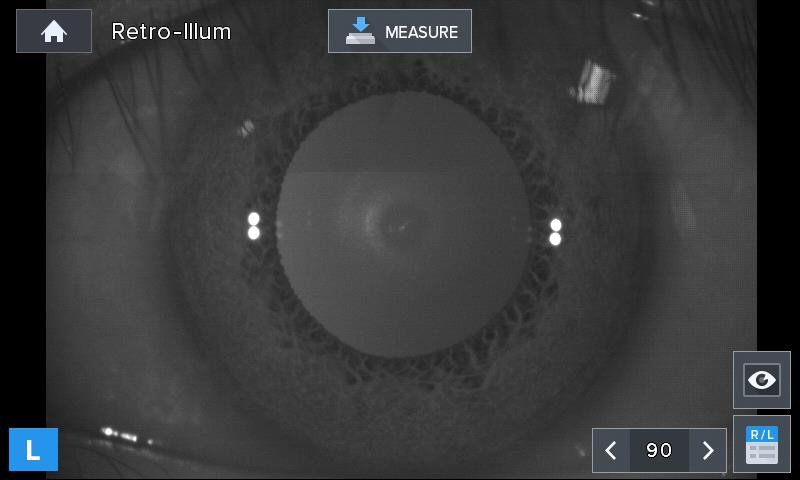 Retro-Illum
MEASURE
L
90
R/L